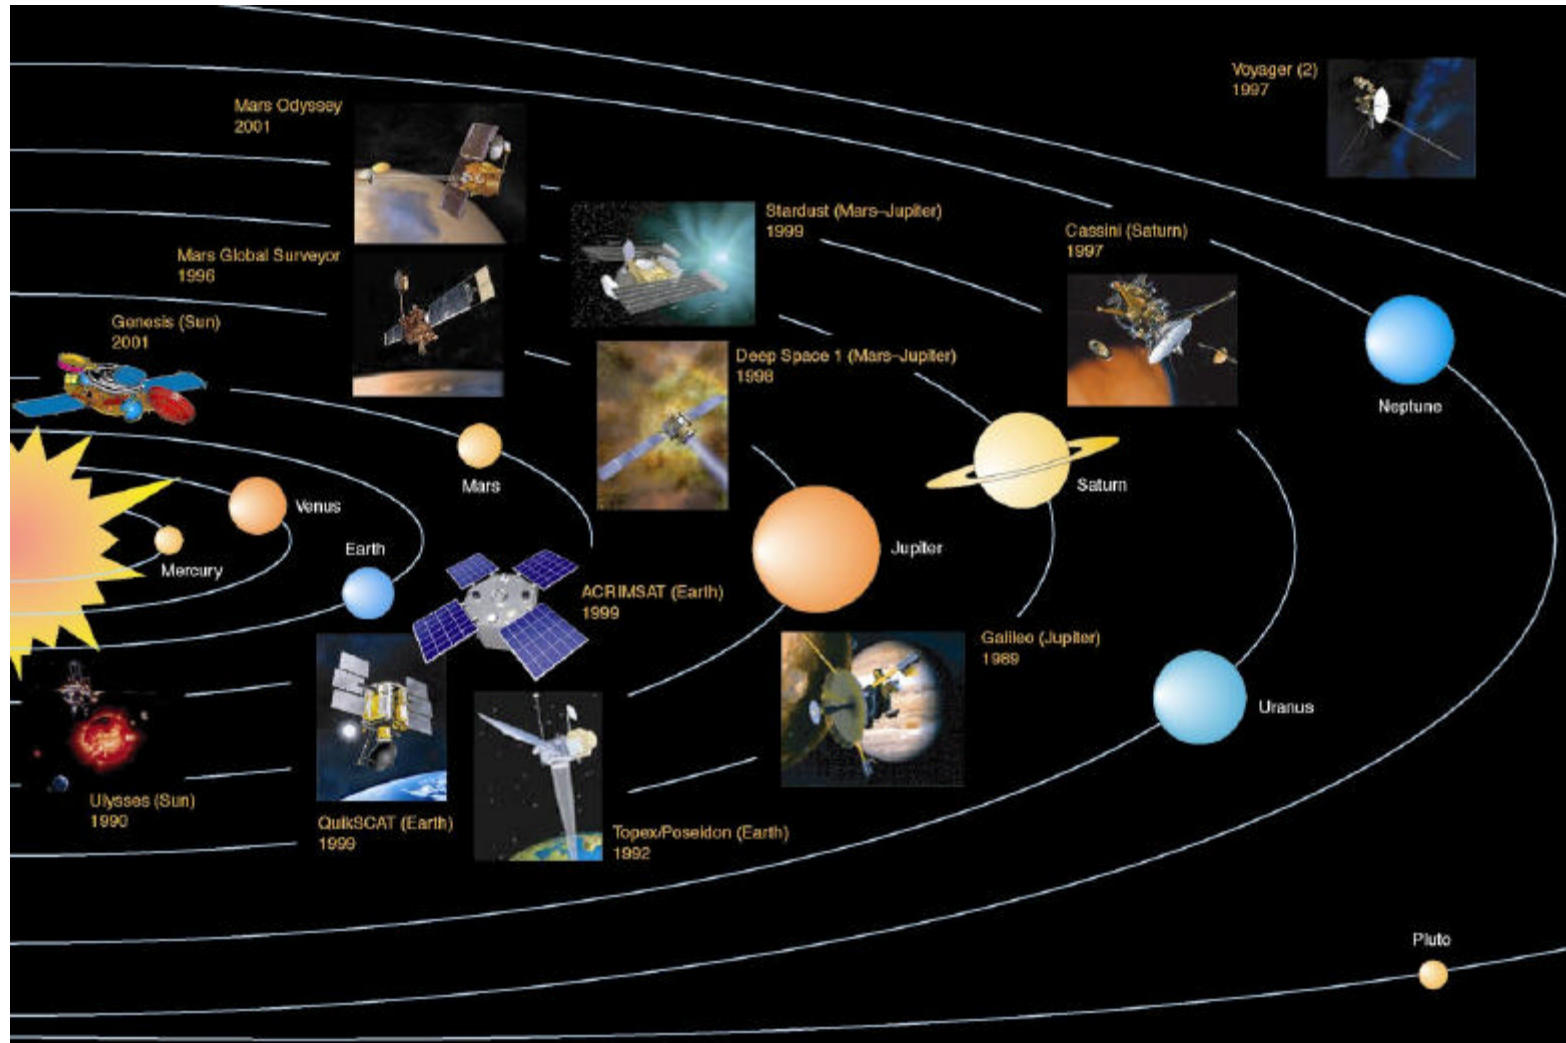 Voyager (2)
1997
Mars Odyssey
2001
Stardust (Mars–Jupiter)
1999
Cassini (Saturn)
1997
Mars Global Surveyor
1996
Genesis (Sun)
2001
Deep Space 1 (Mars–Jupiter)
1998
Neptune
Mars
Saturn
Venus
Earth
Jupiter
Mercury
ACRIMSAT (Earth)
1999
Galileo (Jupiter)
1989
Uranus
Ulysses (Sun)
1990
QuikSCAT (Earth)
1999
Topex/Poseidon (Earth)
1992
Pluto